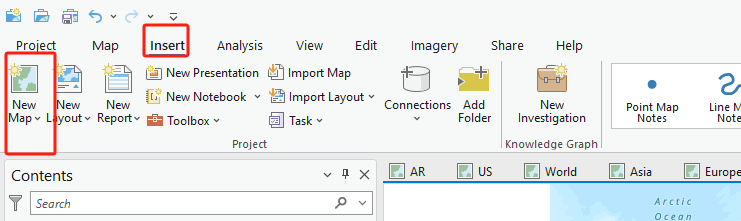 Project Map Insert Analysis View Edit Imagery Share Help
New Map
New Layout
New Report
New Presentation
New Notebook
Toolbox
Import Map
Import Layout
Task
Connections
Add Folder
New Investigation
Point Map Notes
Line M Notes
Project
Knowledge Graph
Contents
AR US World Asia Europe
Search
Arctic
Ocean